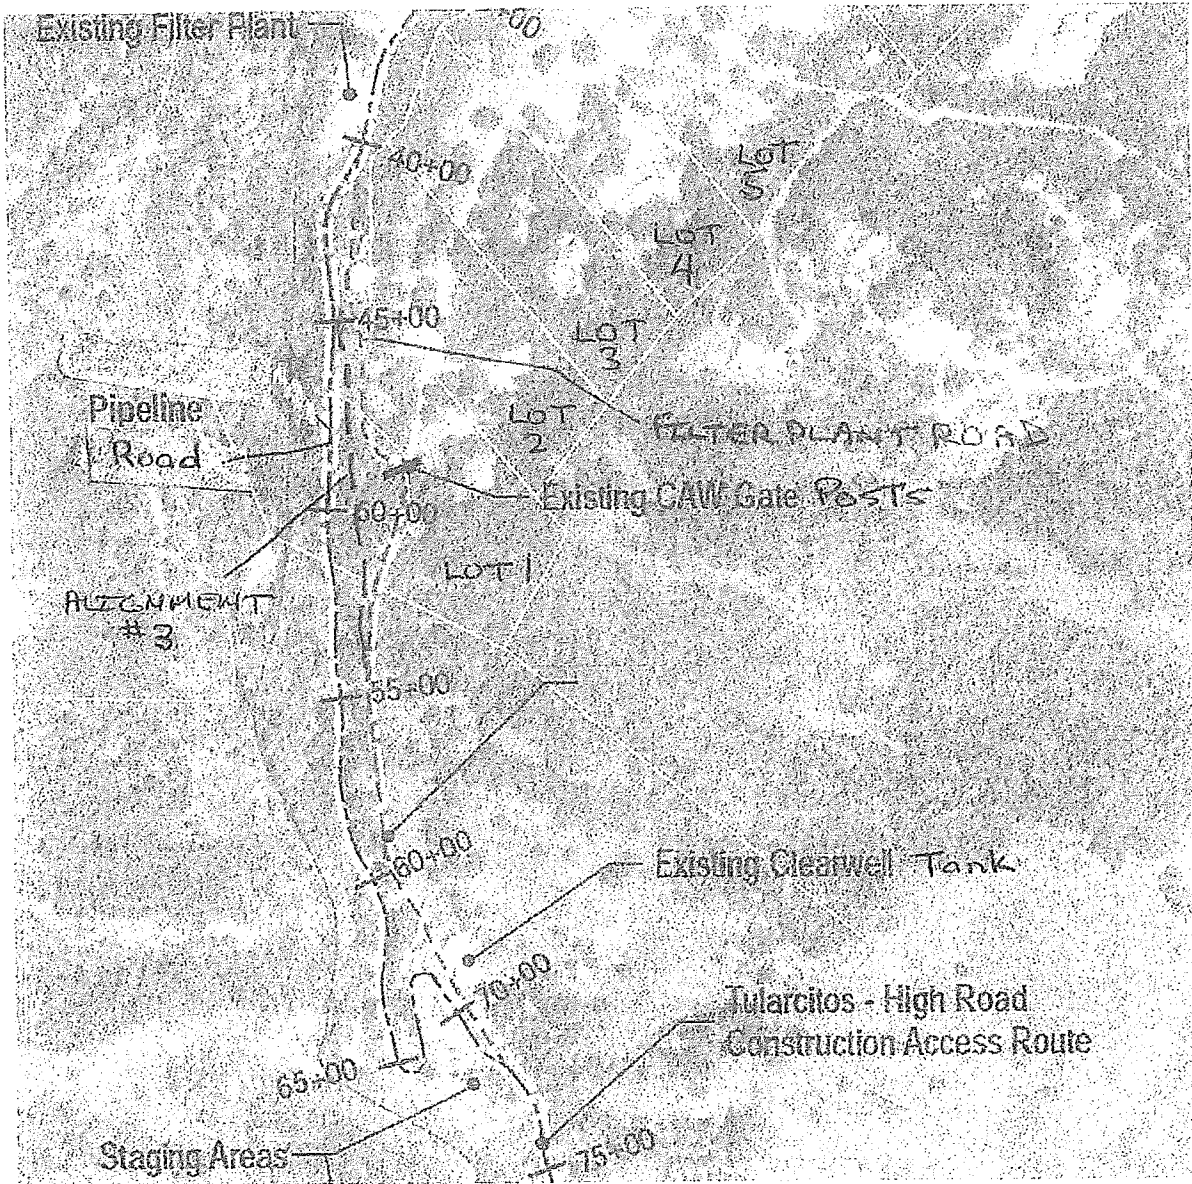 Existing Filter Plant
+00
40+00
LOT
5
LOT
4
45+00
LOT
3
Pipeline
Road
LOT
2
FILTER PLANT ROAD
Existing CAW Gate Posts
50+00
LOT 1
ALIGNMENT
#3
55+00
60+00
Existing Clearwell Tank
70+00
Tularcitos - High Road
Construction Access Route
65+00
Staging Areas
75+00